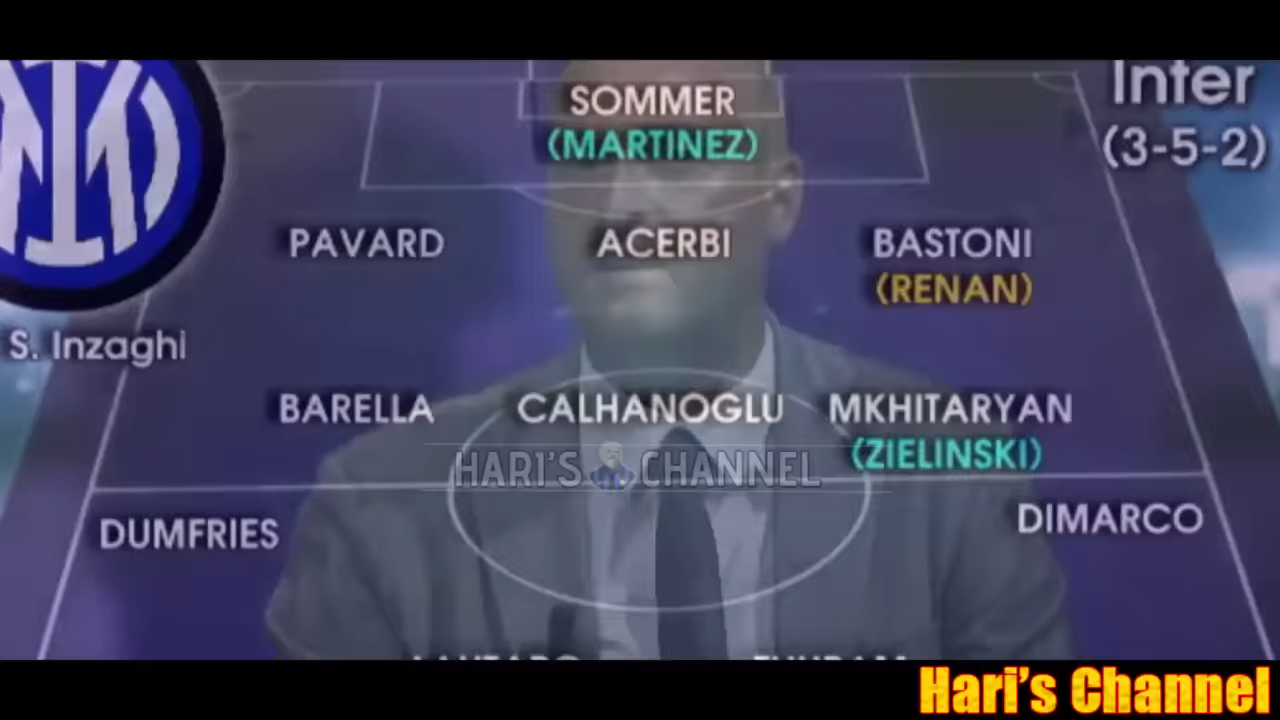 Inter
(3-5-2)
SOMMER
(MARTINEZ)
PAVARD ACERBI BASTONI
(RENAN)
S. Inzaghi
BARELLA CALHANOGLU MKHITARYAN
(ZIELINSKI)
HARI'S CHANNEL
DUMFRIES DIMARCO
Hari's Channel